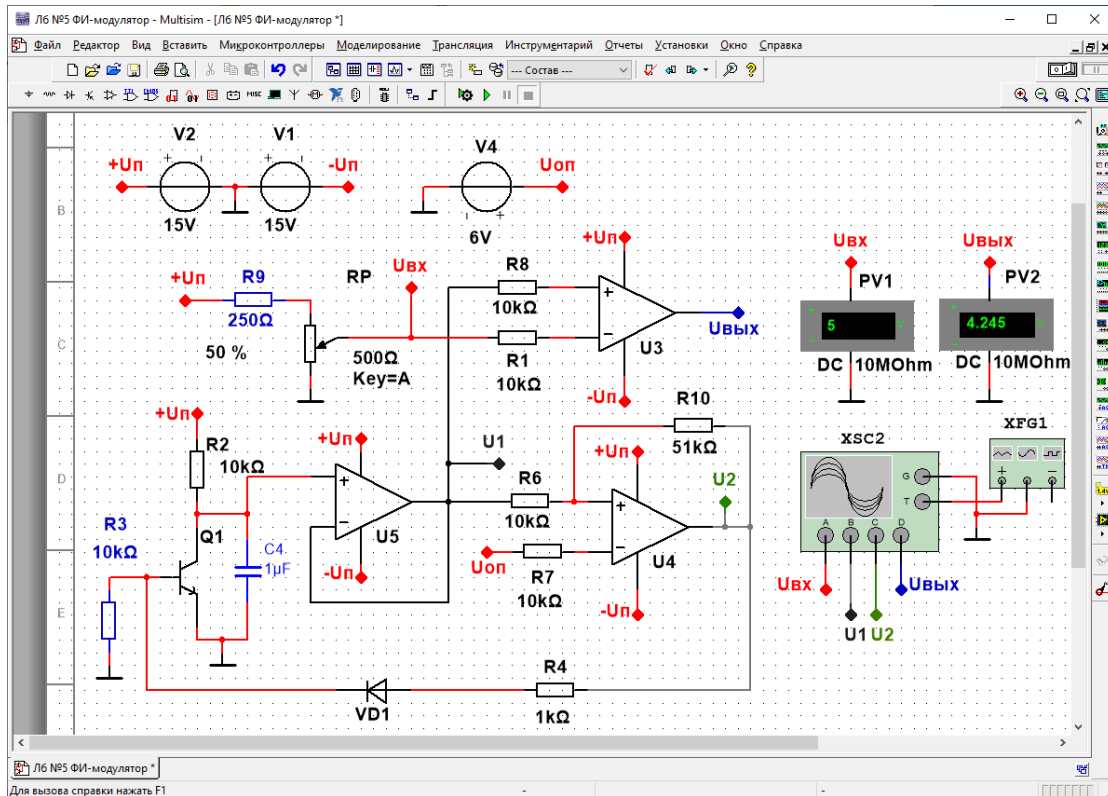 Л6 №5 ФИ-модулятор - Multisim - [Л6 №5 ФИ-модулятор *]
Файл Редактор Вид Вставить Микроконтроллеры Моделирование Трансляция Инструментарий Отчеты Установки Окно Справка
--- Состав ---
MISC
V2 V1 V4
+Uп -Uп Uоп
15V 15V 6V
B
+Uп
Uвх Uвых
+Uп R9 RP Uвх R8
PV1 PV2
250Ω 10kΩ
5 4.245
Uвых
50 % 500Ω R1 U3
C
Key=A 10kΩ
DC 10MOhm DC 10MOhm
-Uп R10
+Uп 51kΩ XSC2 XFG1
R2 +Uп U1 +Uп
10kΩ R6 U2
D
G
T
R3 Q1 U5 10kΩ
10kΩ C4 U4
A B C D
1µF Uоп R7
-Uп 10kΩ -Uп
Uвх Uвых
E
U1 U2
R4
VD1 1kΩ
Л6 №5 ФИ-модулятор *
Для вызова справки нажать F1 - -